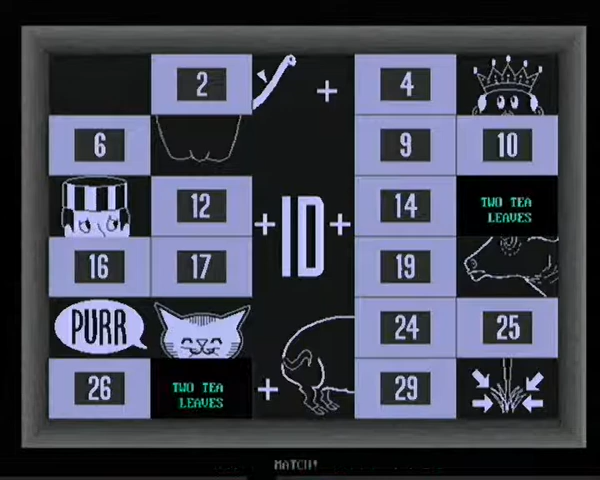 2 + 4
6 9 10
12 + ID + 14 TWO TEA
LEAVES
16 17 19
PURR 24 25
26 TWO TEA
LEAVES + 29
MATCH!